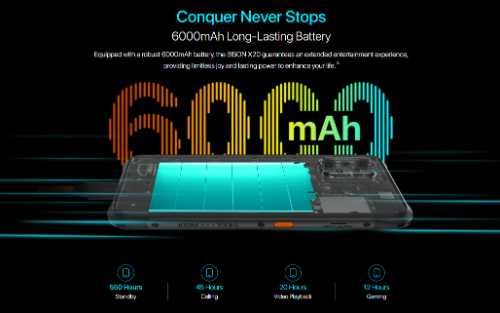 Conquer Never Stops
6000mAh Long-Lasting Battery
Equipped with a robust 6000mAh battery, the BISON X20 guarantees an extended entertainment experience,
providing limitless joy and lasting power to enhance your life.
6000
mAh
560 Hours
45 Hours
20 Hours
12 Hours
Standby
Calling
Video Playback
Gaming